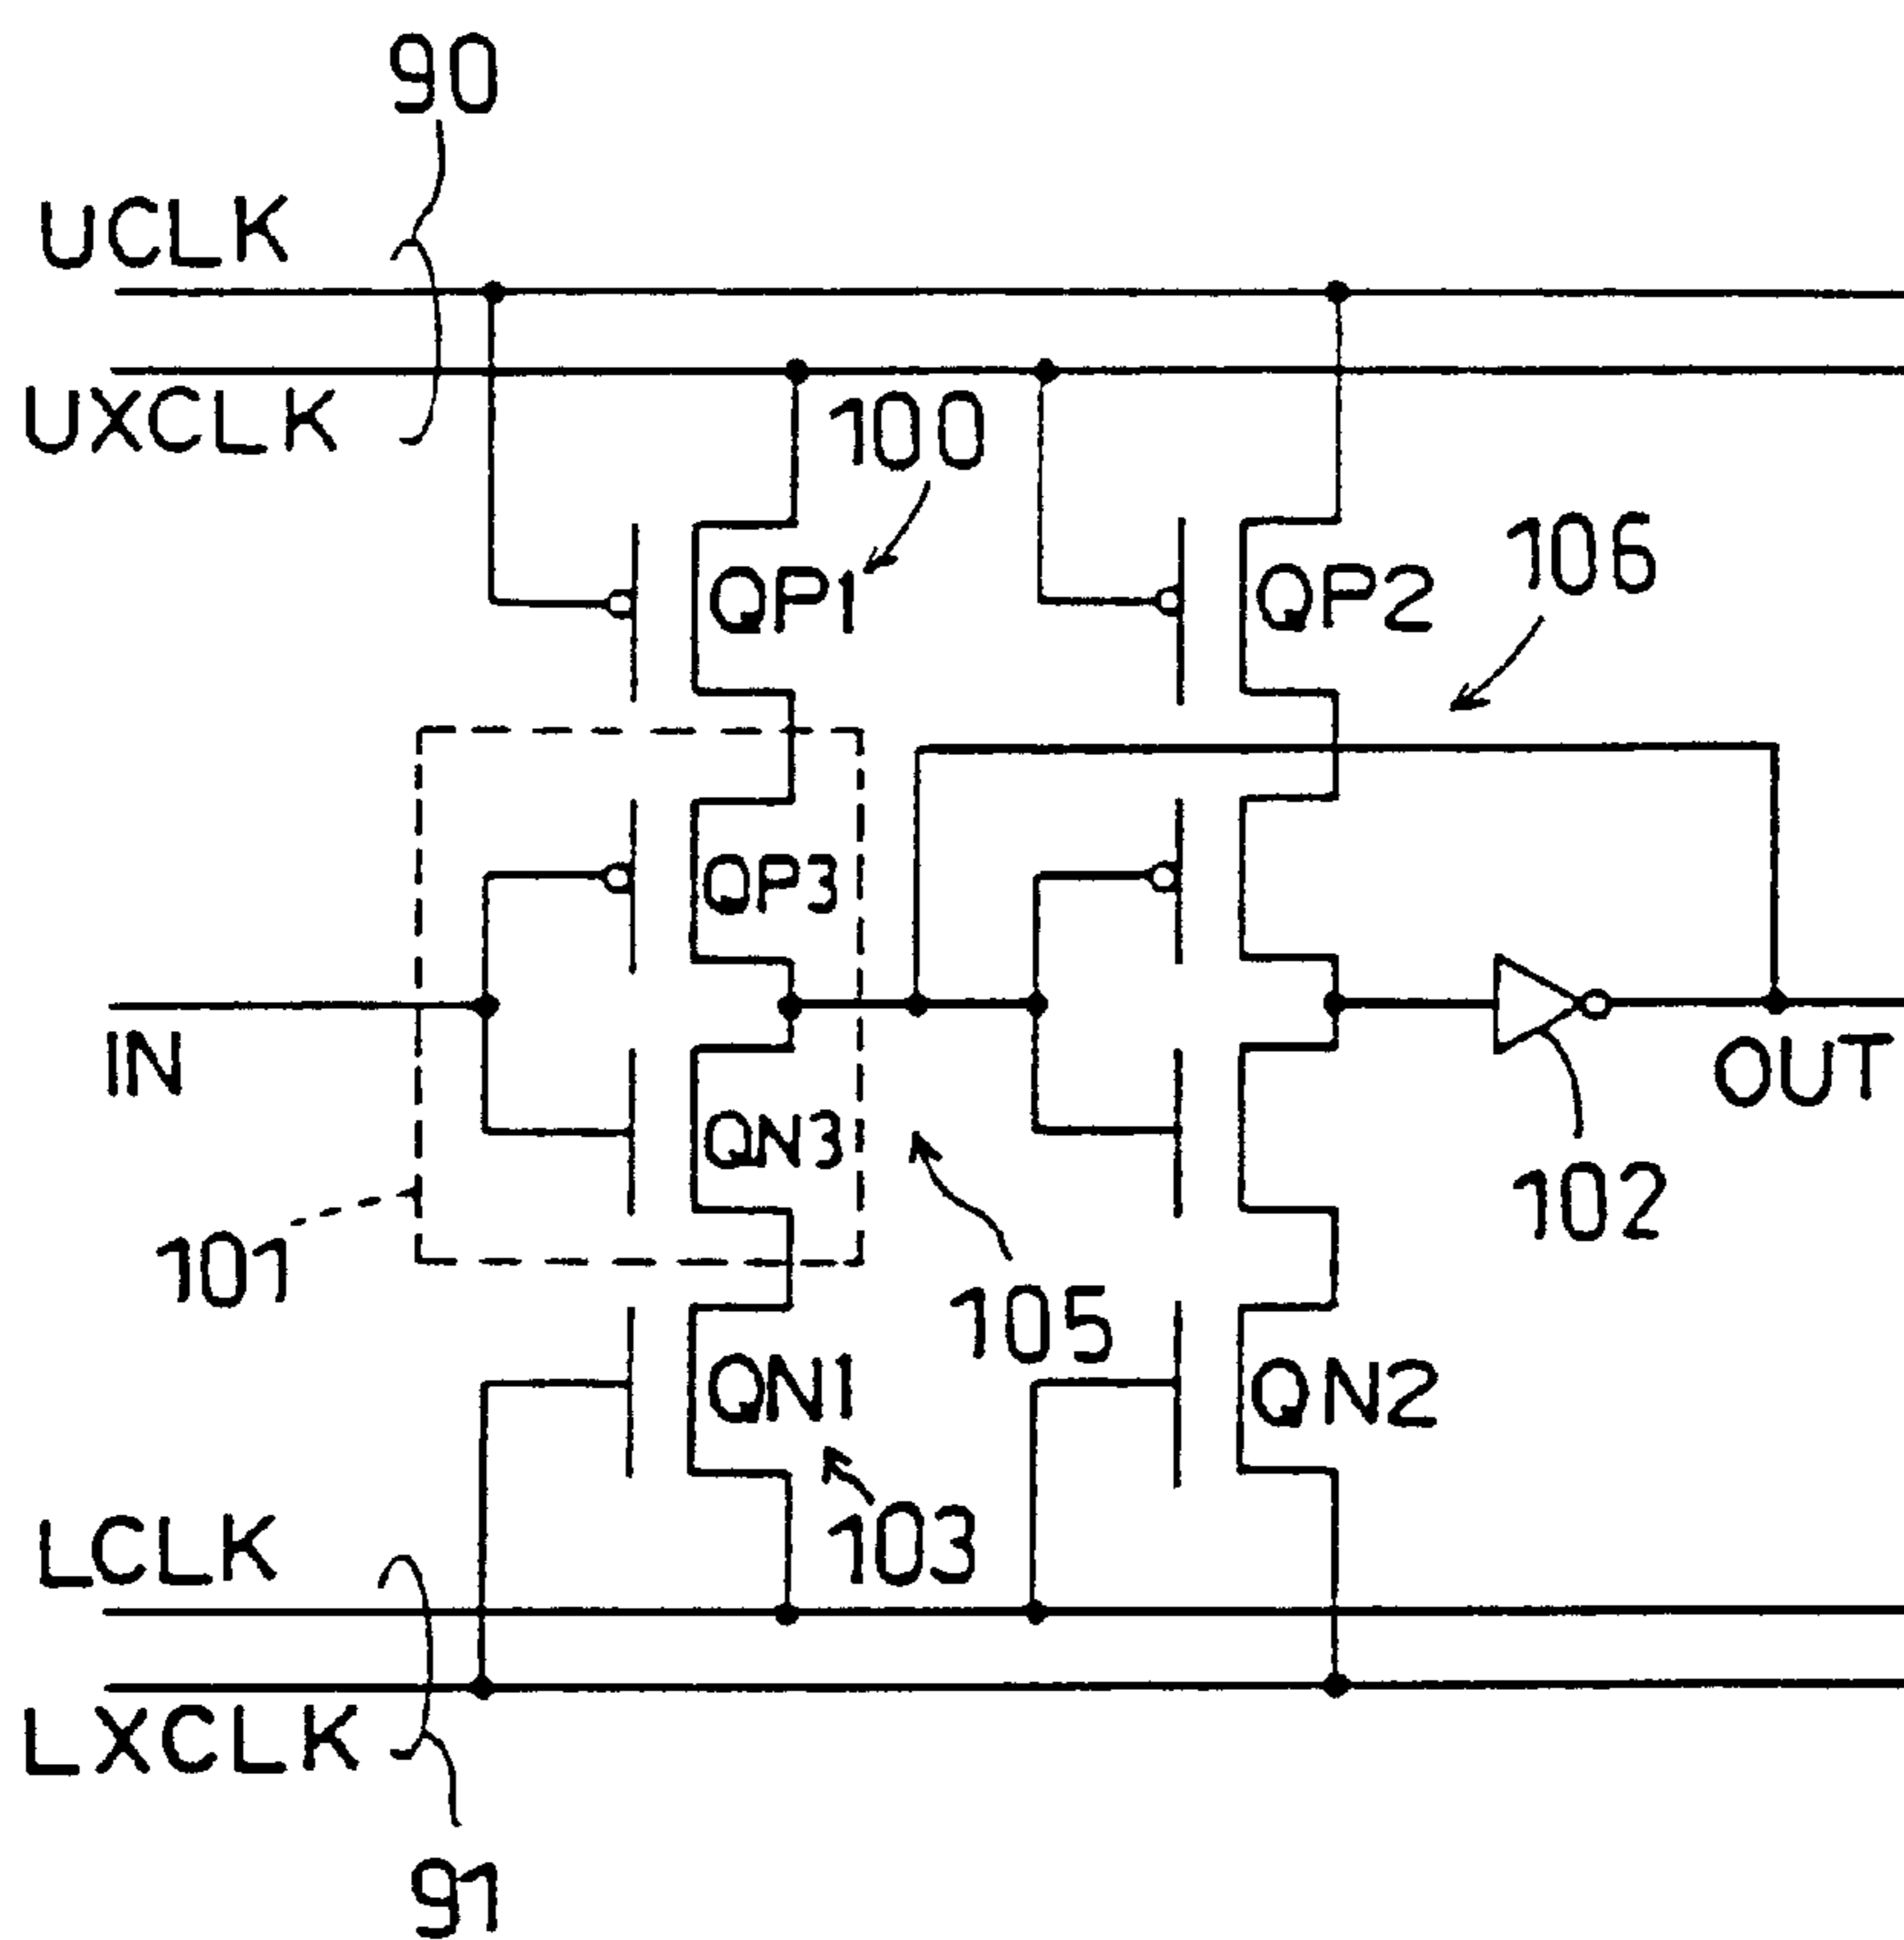 90
UCLK
UXCLK
100
QP1
QP2
106
QP3
IN
QN3
OUT
102
101
105
QN1
QN2
103
LCLK
LXCLK
91